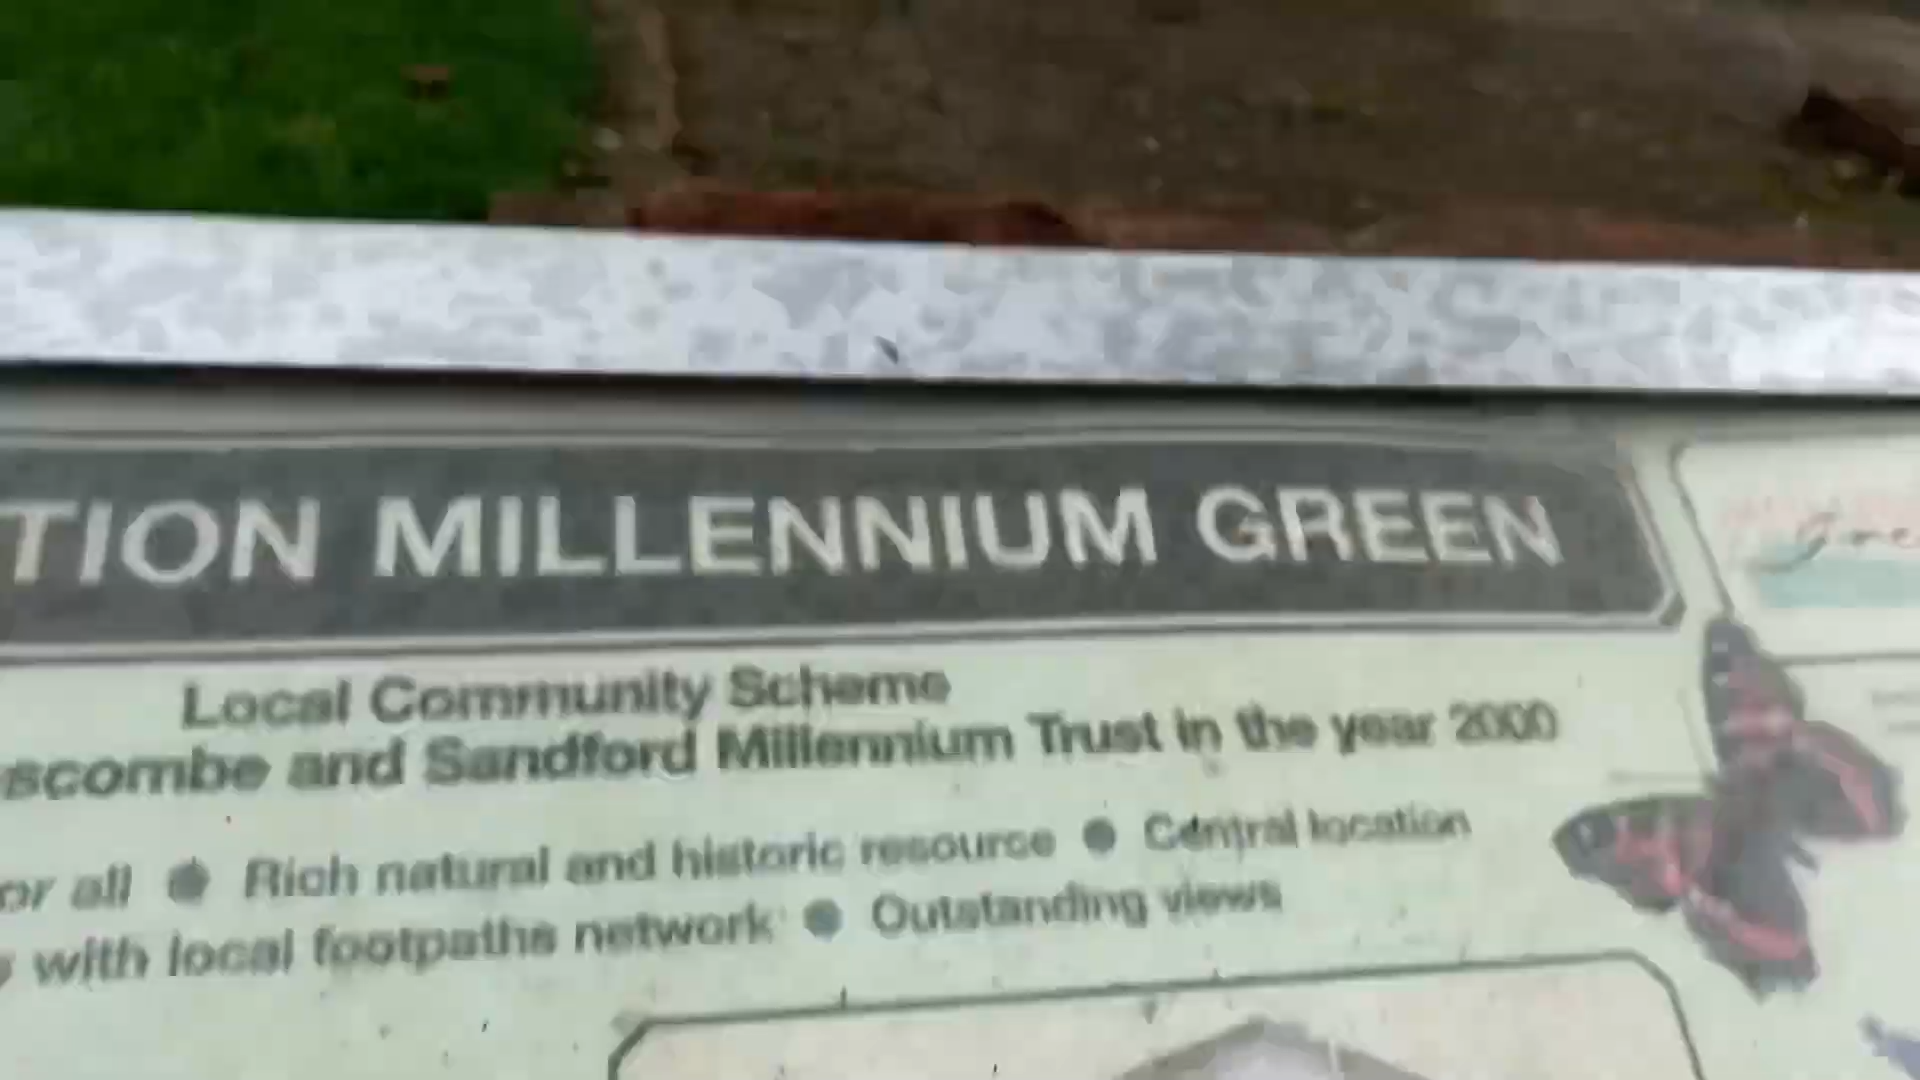 TION MILLENNIUM GREEN
Local Community Scheme
scombe and Sandford Millennium Trust in the year 2000
or all ● Rich natural and historic resource ● Central location
with local footpaths network ● Outstanding views